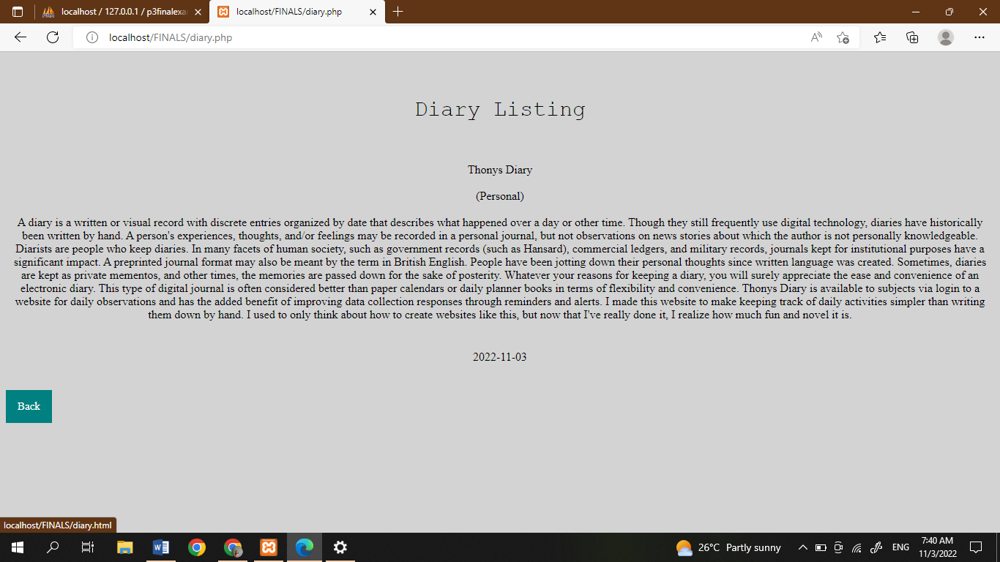 localhost / 127.0.0.1 / p3finalexa
localhost/FINALS/diary.php
localhost/FINALS/diary.php
Diary Listing
Thonys Diary
(Personal)
A diary is a written or visual record with discrete entries organized by date that describes what happened over a day or other time. Though they still frequently use digital technology, diaries have historically
been written by hand. A person's experiences, thoughts, and/or feelings may be recorded in a personal journal, but not observations on news stories about which the author is not personally knowledgeable.
Diarists are people who keep diaries. In many facets of human society, such as government records (such as Hansard), commercial ledgers, and military records, journals kept for institutional purposes have a
significant impact. A preprinted journal format may also be meant by the term in British English. People have been jotting down their personal thoughts since written language was created. Sometimes, diaries
are kept as private mementos, and other times, the memories are passed down for the sake of posterity. Whatever your reasons for keeping a diary, you will surely appreciate the ease and convenience of an
electronic diary. This type of digital journal is often considered better than paper calendars or daily planner books in terms of flexibility and convenience. Thonys Diary is available to subjects via login to a
website for daily observations and has the added benefit of improving data collection responses through reminders and alerts. I made this website to make keeping track of daily activities simpler than writing
them down by hand. I used to only think about how to create websites like this, but now that I've really done it, I realize how much fun and novel it is.
2022-11-03
Back
localhost/FINALS/diary.html
26°C Partly sunny
ENG
7:40 AM
11/3/2022